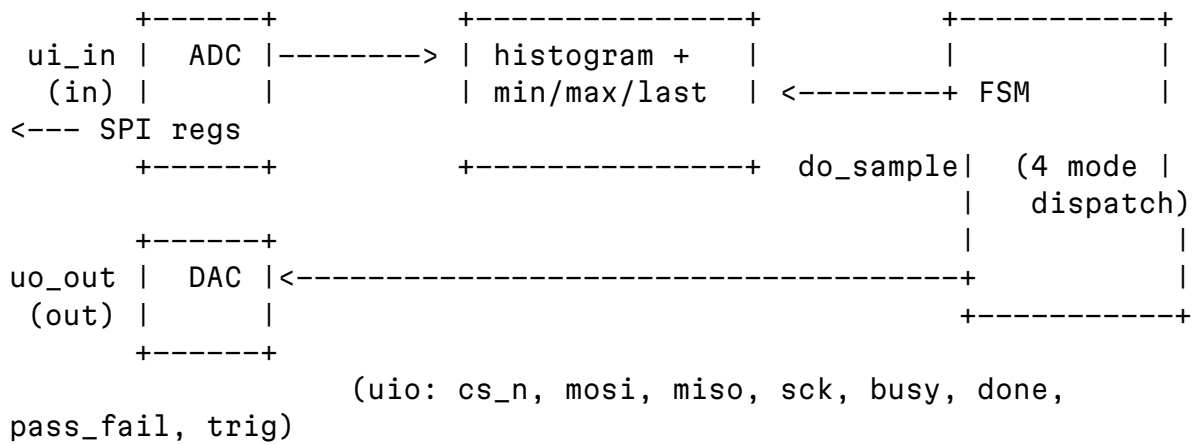 +------+            +---------------+            +-----------+
 ui_in |  ADC |--------> | histogram +   |            |           |
  (in) |      |            | min/max/last  | <--------+ FSM       |
<--- SPI regs
         +------+            +---------------+  do_sample|  (4 mode |
                                                         |   dispatch)
         +------+                                        |           |
uo_out |  DAC |<---------------------------------------+           |
 (out) |      |                                        +-----------+
         +------+
                     (uio: cs_n, mosi, miso, sck, busy, done,
pass_fail, trig)